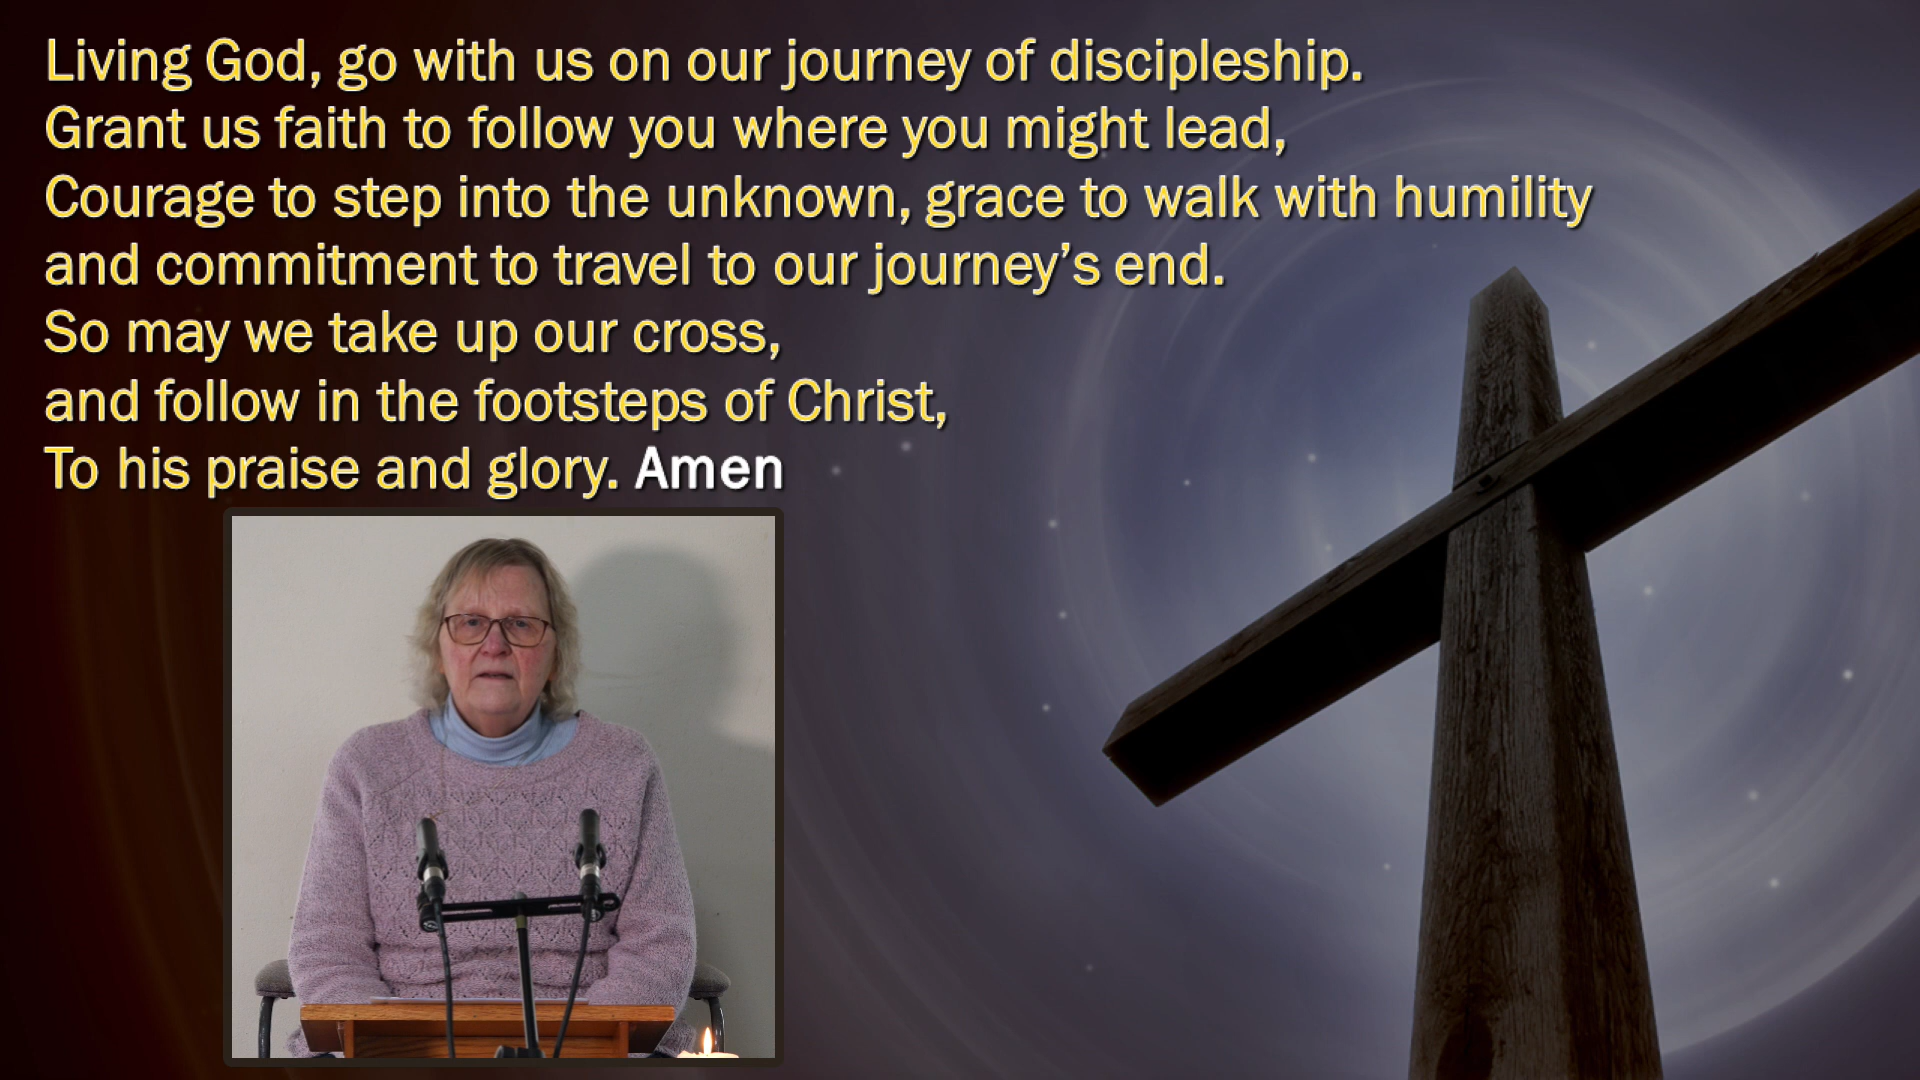 Living God, go with us on our journey of discipleship.
Grant us faith to follow you where you might lead,
Courage to step into the unknown, grace to walk with humility
and commitment to travel to our journey’s end.
So may we take up our cross,
and follow in the footsteps of Christ,
To his praise and glory. Amen